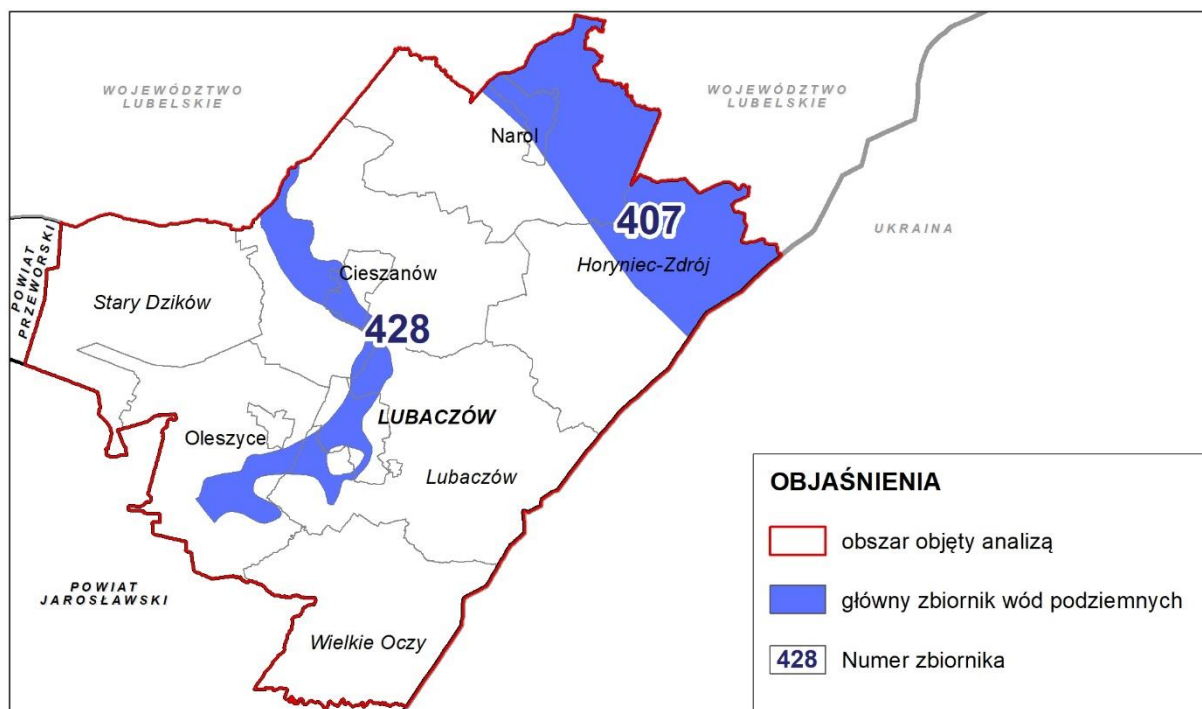 WOJEWÓDZTWO
LUBELSKIE
WOJEWÓDZTWO
LUBELSKIE
Narol
407
UKRAINA
Horyniec-Zdrój
POWIAT
PRZEWORSKI
Cieszanów
Stary Dzików
428
LUBACZÓW
Oleszyce
Lubaczów
POWIAT
JAROSŁAWSKI
Wielkie Oczy
OBJAŚNIENIA
obszar objęty analizą
główny zbiornik wód podziemnych
428 Numer zbiornika